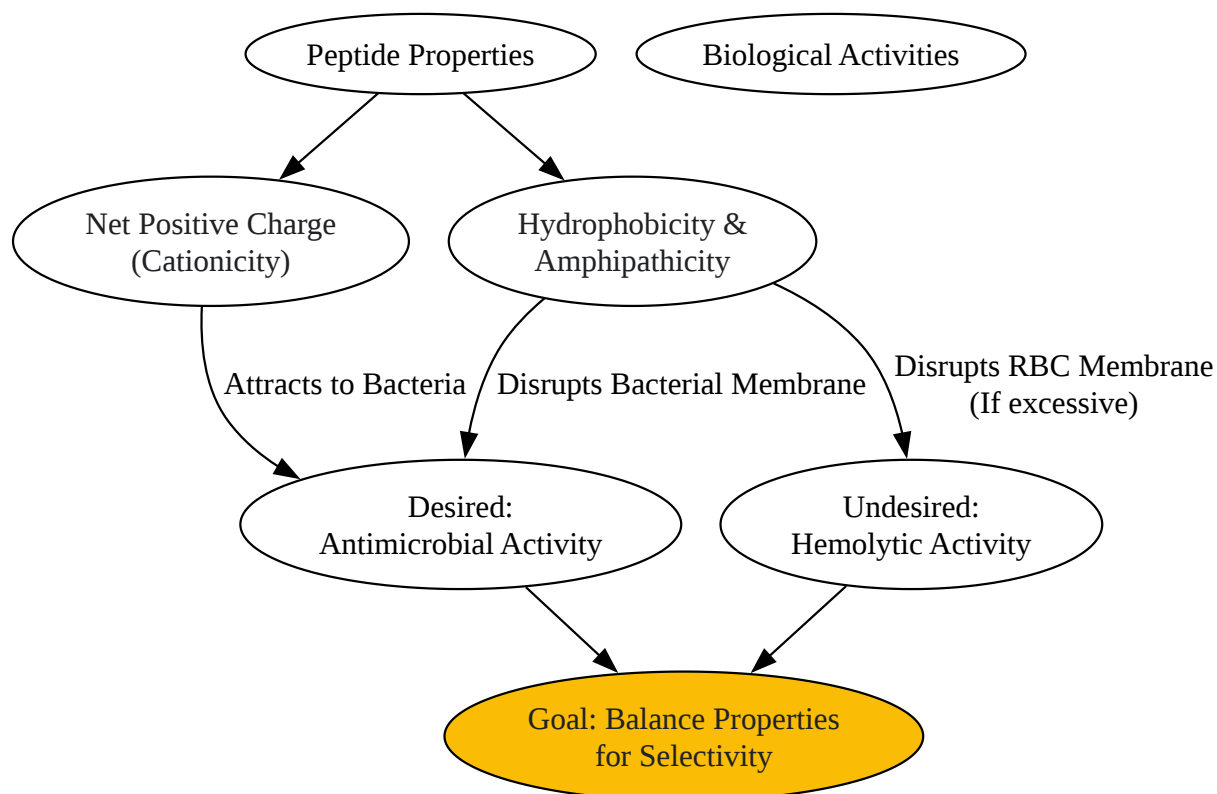 Peptide Properties
Biological Activities
Net Positive Charge
(Cationicity)
Hydrophobicity &
Amphipathicity
Attracts to Bacteria
Disrupts Bacterial Membrane
Disrupts RBC Membrane
(If excessive)
Desired:
Antimicrobial Activity
Undesired:
Hemolytic Activity
Goal: Balance Properties
for Selectivity